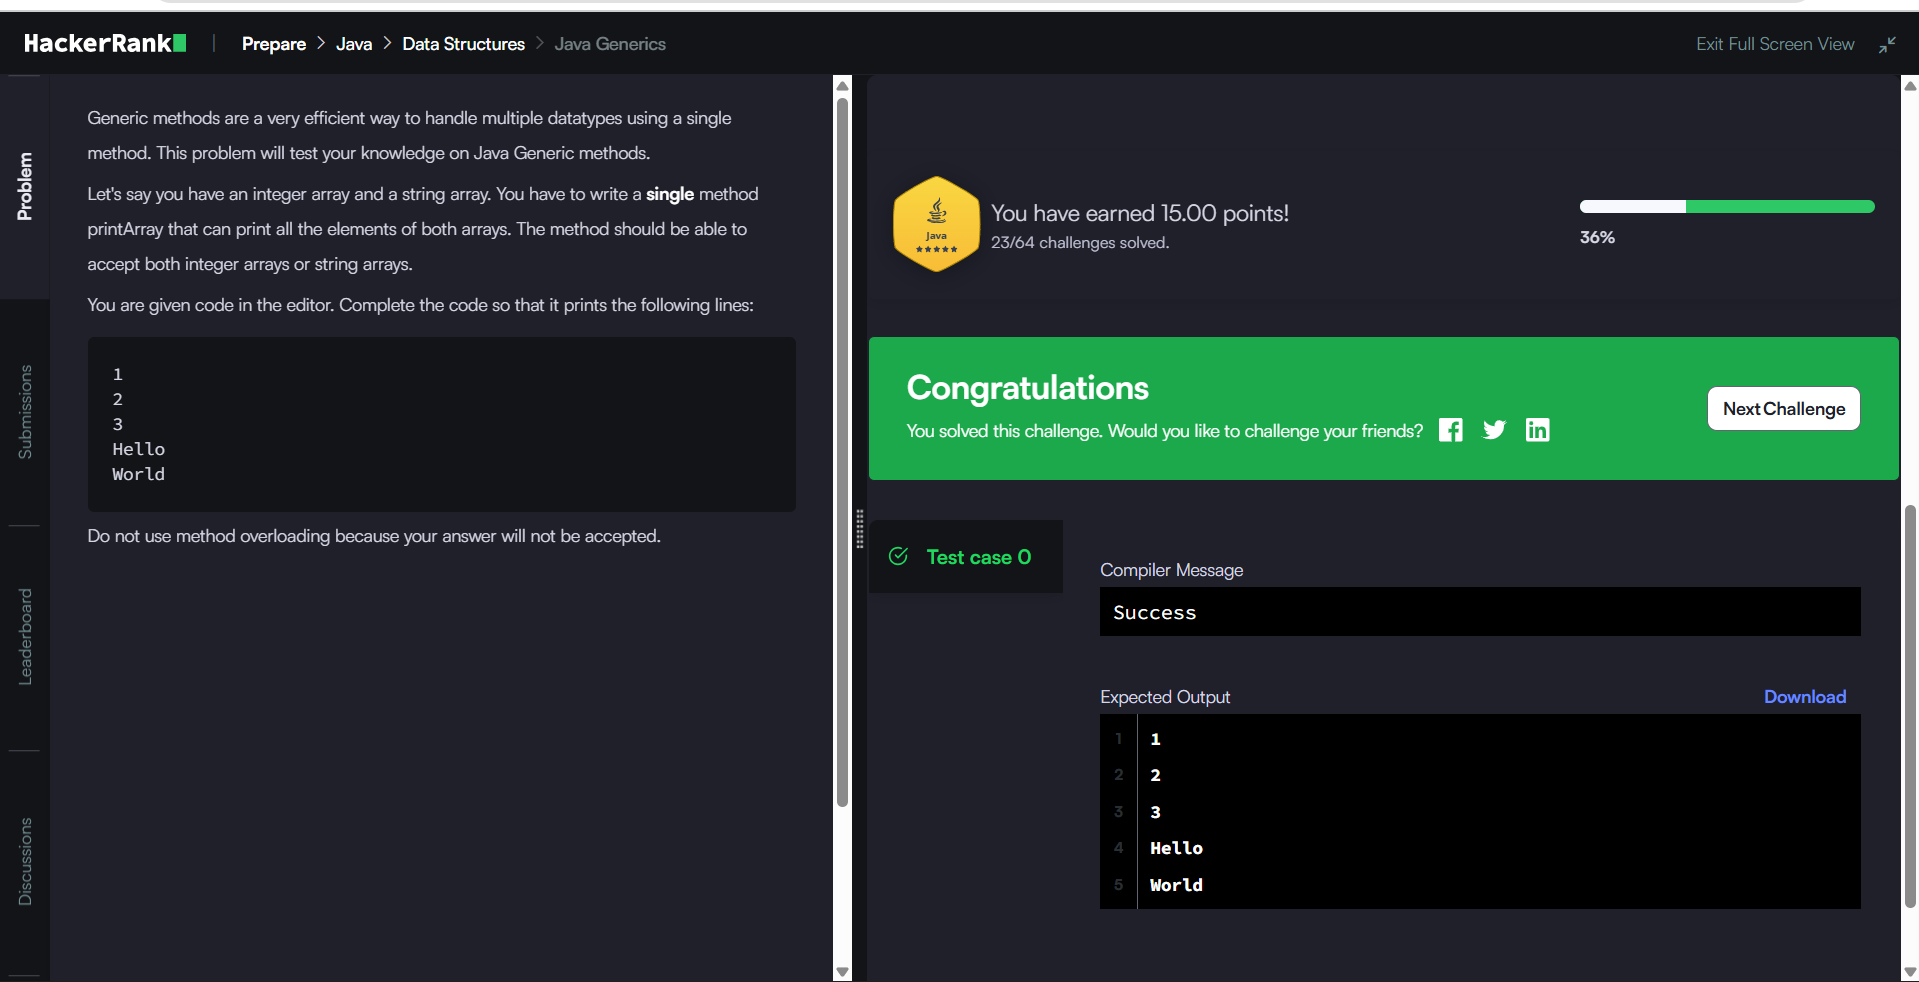 HackerRank
Prepare > Java > Data Structures > Java Generics
Exit Full Screen View
Problem
Submissions
Leaderboard
Discussions
Generic methods are a very efficient way to handle multiple datatypes using a single
method. This problem will test your knowledge on Java Generic methods.
Let's say you have an integer array and a string array. You have to write a single method
printArray that can print all the elements of both arrays. The method should be able to
accept both integer arrays or string arrays.
You are given code in the editor. Complete the code so that it prints the following lines:
1
2
3
Hello
World
Do not use method overloading because your answer will not be accepted.
Java
You have earned 15.00 points!
23/64 challenges solved.
36%
Congratulations
You solved this challenge. Would you like to challenge your friends?
Next Challenge
Test case 0
Compiler Message
Success
Expected Output
Download
1 1
2 2
3 3
4 Hello
5 World